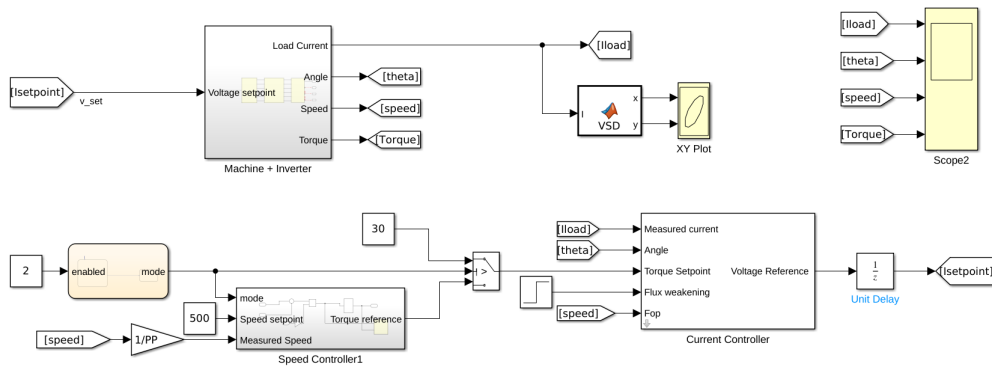 [Isetpoint]
v_set
Voltage setpoint
Load Current
Angle
Speed
Torque
Machine + Inverter
[Iload]
[theta]
[speed]
[Torque]
I
VSD
x
y
XY Plot
[Iload]
[theta]
[speed]
[Torque]
Scope2
2
enabled
mode
30
500
[speed]
1/PP
mode
Speed setpoint
Measured Speed
Torque reference
Speed Controller1
>
[Iload]
[theta]
[speed]
Measured current
Angle
Torque Setpoint
Flux weakening
Fop
Voltage Reference
Current Controller
1
z
Unit Delay
[Isetpoint]